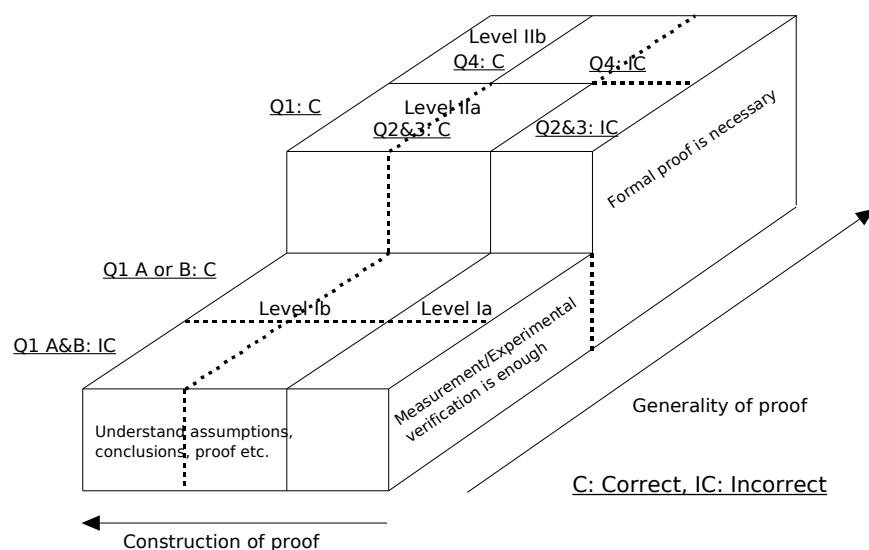 Level IIb
Q4: C
Q4: IC
Q1: C
Level IIa
Q2&3: C
Q2&3: IC
Formal proof is necessary
Q1 A or B: C
Level Ib
Level Ia
Q1 A&B: IC
Measurement/Experimental
verification is enough
Understand assumptions,
conclusions, proof etc.
Generality of proof
C: Correct, IC: Incorrect
Construction of proof